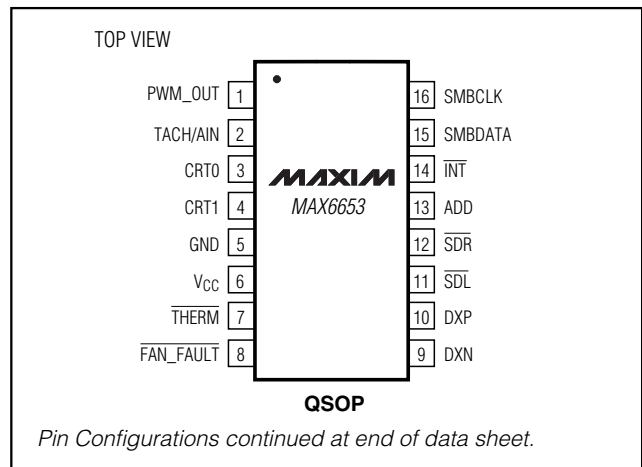 TOP VIEW
PWM_OUT 1
TACH/AIN 2
CRT0 3
CRT1 4
GND 5
VCC 6
THERM 7
FAN_FAULT 8
MAXIM
MAX6653
16 SMBCLK
15 SMBDATA
14 INT
13 ADD
12 SDR
11 SDL
10 DXP
9 DXN
QSOP
Pin Configurations continued at end of data sheet.